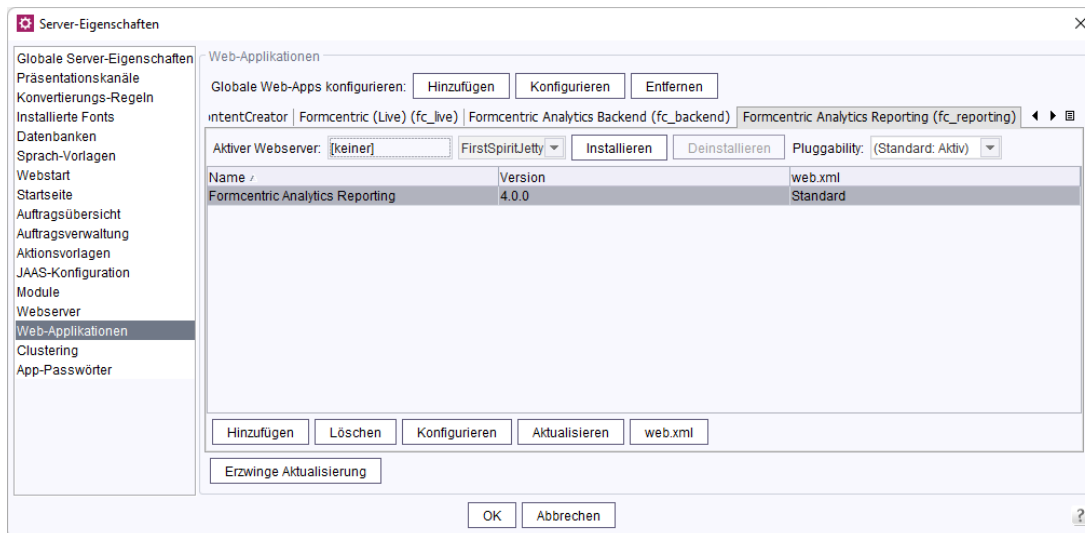 Server-Eigenschaften
Globale Server-Eigenschaften
Präsentationskanäle
Konvertierungs-Regeln
Installierte Fonts
Datenbanken
Sprach-Vorlagen
Webstart
Startseite
Auftragsübersicht
Auftragsverwaltung
Aktionsvorlagen
JAAS-Konfiguration
Module
Webserver
Web-Applikationen
Clustering
App-Passwörter
Web-Applikationen
Globale Web-Apps konfigurieren: Hinzufügen Konfigurieren Entfernen
ontentCreator Formcentric (Live) (fc_live) Formcentric Analytics Backend (fc_backend) Formcentric Analytics Reporting (fc_reporting)
Aktiver Webserver: [keiner] FirstSpiritJetty Installieren Deinstallieren Pluggability: (Standard: Aktiv)
Name Version web.xml
Formcentric Analytics Reporting 4.0.0 Standard
Hinzufügen Löschen Konfigurieren Aktualisieren web.xml
Erzwinge Aktualisierung
OK Abbrechen ?